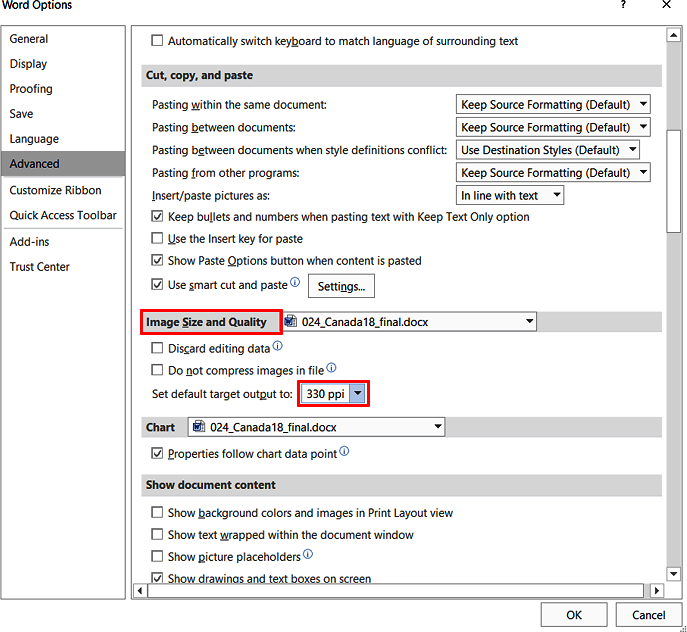 Word Options
?
General
Display
Proofing
Save
Language
Advanced
Customize Ribbon
Quick Access Toolbar
Add-ins
Trust Center
Automatically switch keyboard to match language of surrounding text
Cut, copy, and paste
Pasting within the same document: Keep Source Formatting (Default)
Pasting between documents: Keep Source Formatting (Default)
Pasting between documents when style definitions conflict: Use Destination Styles (Default)
Pasting from other programs: Keep Source Formatting (Default)
Insert/paste pictures as: In line with text
Keep bullets and numbers when pasting text with Keep Text Only option
Use the Insert key for paste
Show Paste Options button when content is pasted
Use smart cut and paste Settings...
Image Size and Quality 024_Canada18_final.docx
Discard editing data
Do not compress images in file
Set default target output to: 330 ppi
Chart 024_Canada18_final.docx
Properties follow chart data point
Show document content
Show background colors and images in Print Layout view
Show text wrapped within the document window
Show picture placeholders
Show drawings and text boxes on screen
OK Cancel